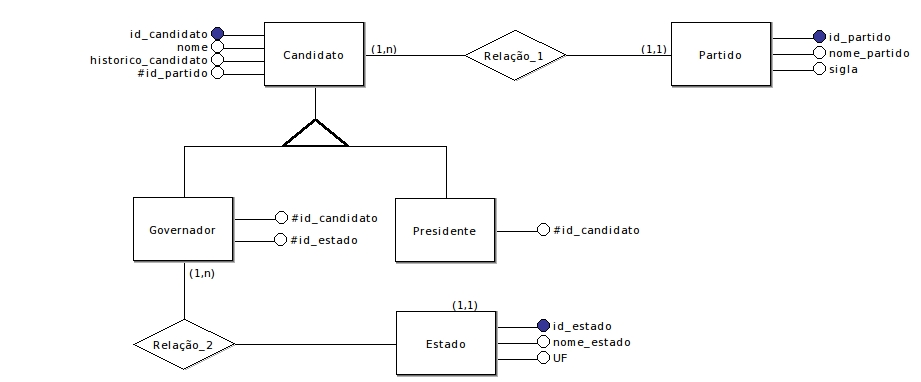 id_candidato
nome
historico_candidato
#id_partido
Candidato
(1,n)
Relação_1
(1,1)
Partido
id_partido
nome_partido
sigla
Governador
#id_candidato
#id_estado
Presidente
#id_candidato
(1,n)
Relação_2
(1,1)
Estado
id_estado
nome_estado
UF